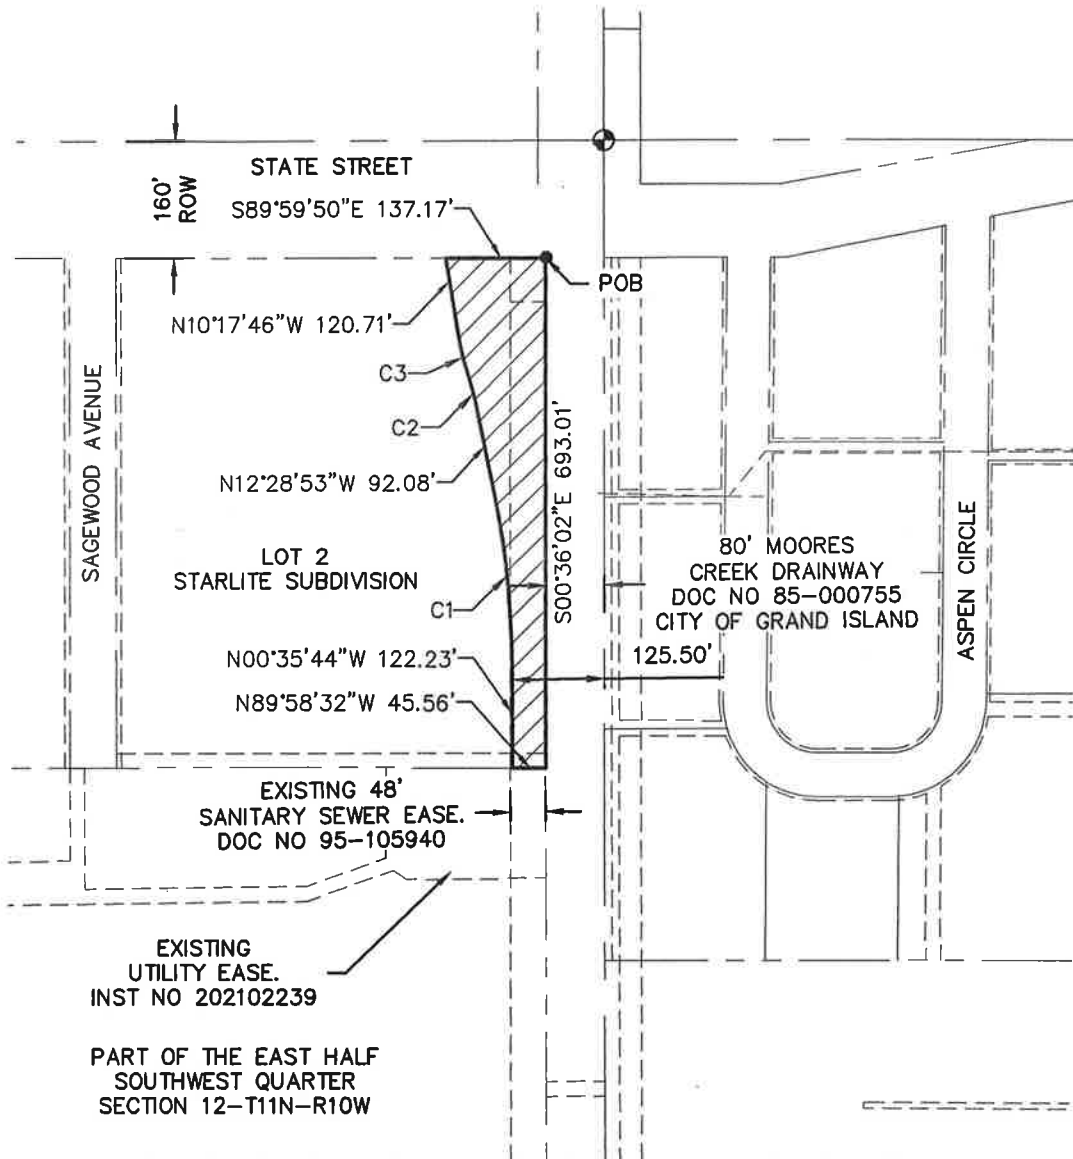 STATE STREET
160'
ROW
S89°59'50"E 137.17'
POB
N10°17'46"W 120.71'
C3
C2
SAGEWOOD AVENUE
N12°28'53"W 92.08'
S00°36'02"E 693.01'
LOT 2
STARLITE SUBDIVISION
80' MOORES
CREEK DRAINWAY
DOC NO 85-000755
CITY OF GRAND ISLAND
ASPEN CIRCLE
C1
N00°35'44"W 122.23'
125.50'
N89°58'32"W 45.56'
EXISTING 48'
SANITARY SEWER EASE.
DOC NO 95-105940
EXISTING
UTILITY EASE.
INST NO 202102239
PART OF THE EAST HALF
SOUTHWEST QUARTER
SECTION 12-T11N-R10W